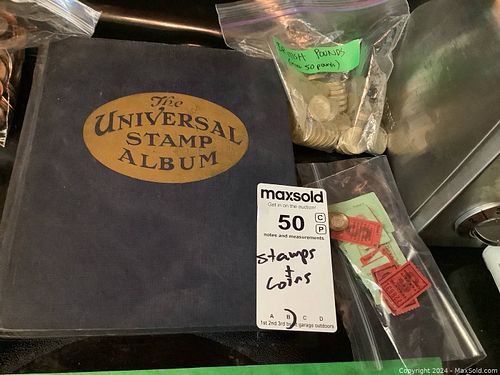 The
UNIVERSAL
STAMP
ALBUM
BRITISH POUNDS
maxsold
Get in on the auction!
50
C
P
notes and measurements
stamps
+
coins
A B C D
1st 2nd 3rd bsmt, garage outdoors
Copyright 2024 - MaxSold.com